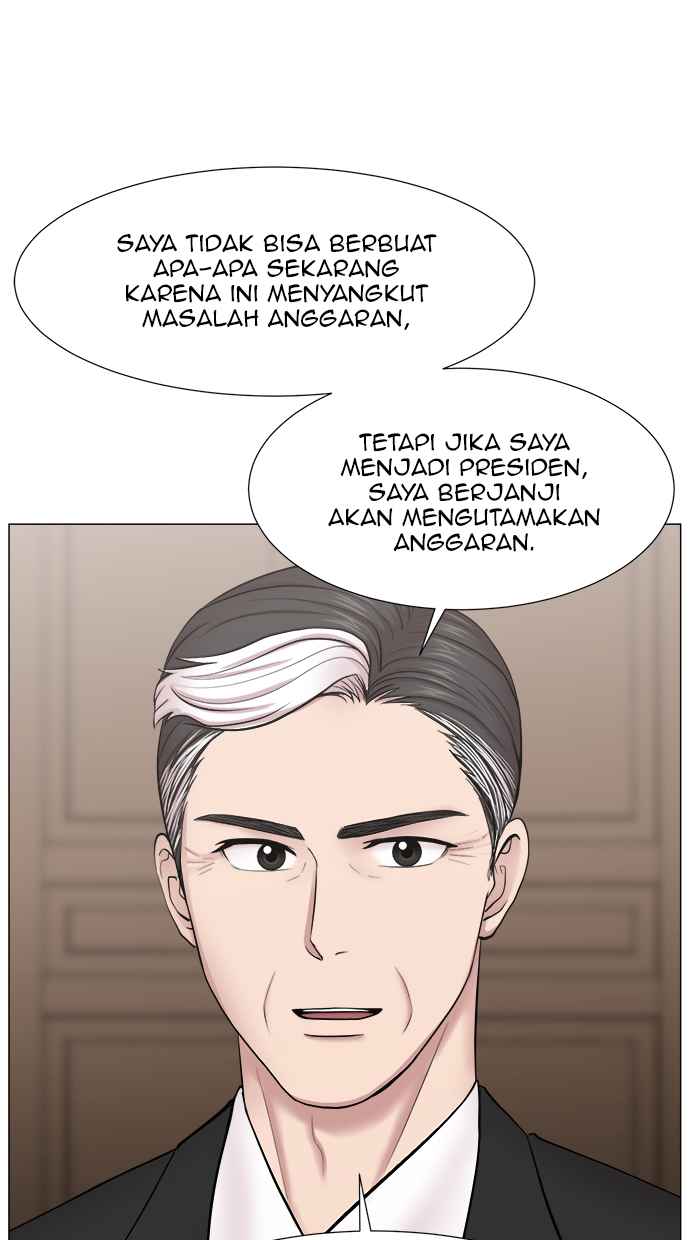 SAYA TIDAK BISA BERBUAT
APA-APA SEKARANG
KARENA INI MENYANGKUT
MASALAH ANGGARAN,
TETAPI JIKA SAYA
MENJADI PRESIDEN,
SAYA BERJANJI
AKAN MENGUTAMAKAN
ANGGARAN.